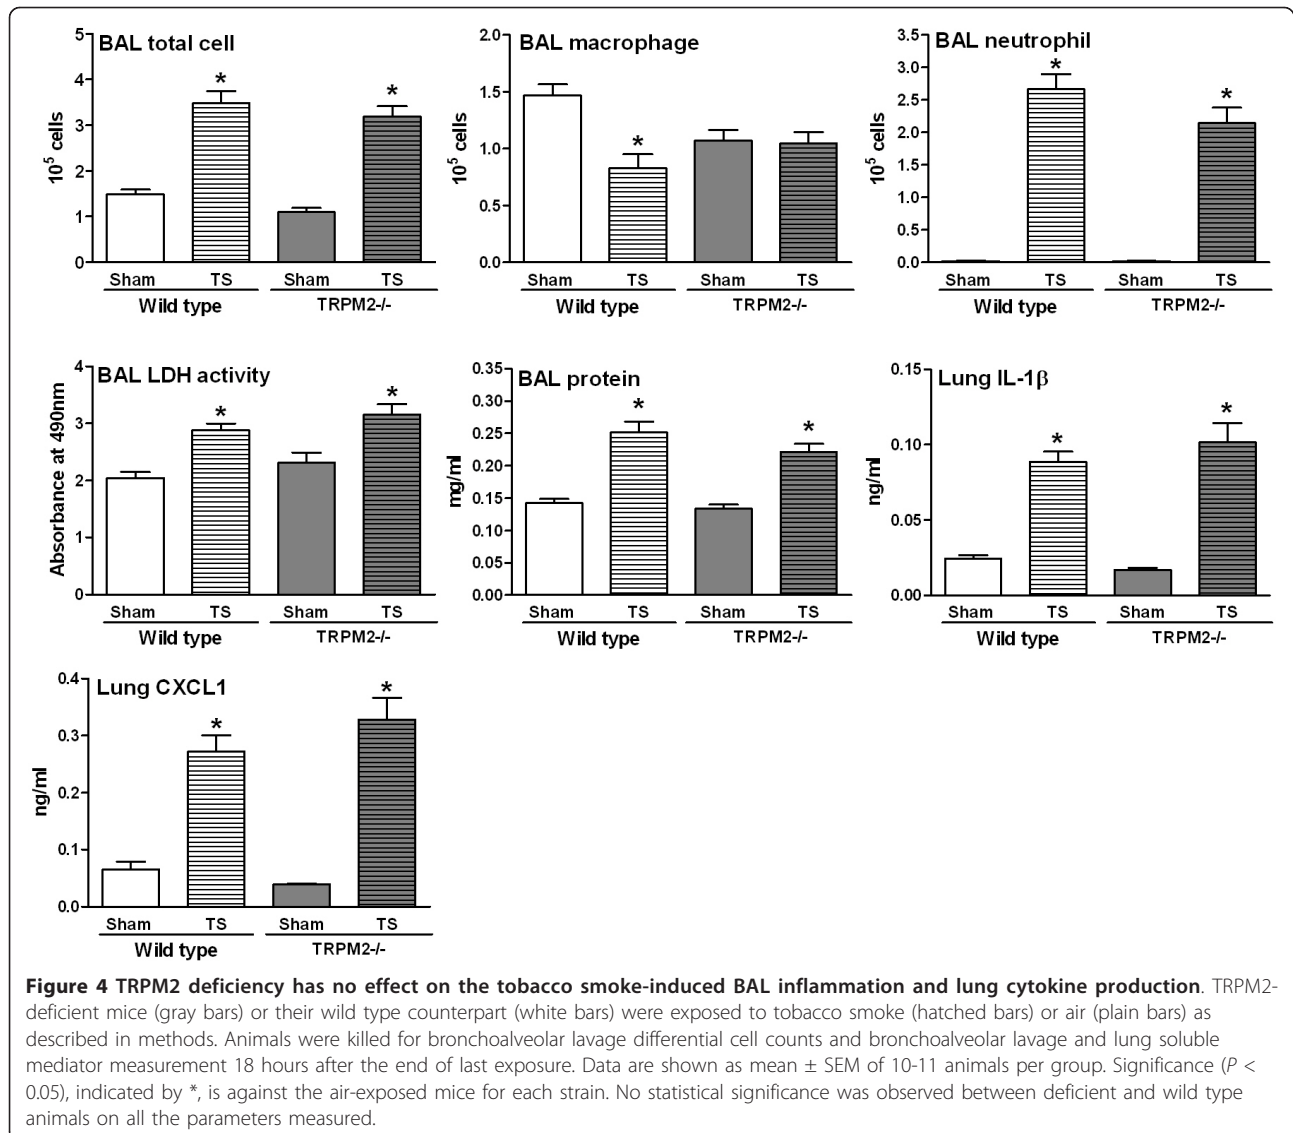 BAL total cell
10⁵ cells
5
4
3
2
1
0
Sham TS Sham TS
Wild type TRPM2-/-
BAL macrophage
10⁵ cells
2.0
1.5
1.0
0.5
0.0
Sham TS Sham TS
Wild type TRPM2-/-
BAL neutrophil
10⁵ cells
3.5
3.0
2.5
2.0
1.5
1.0
0.5
0.0
Sham TS Sham TS
Wild type TRPM2-/-
BAL LDH activity
Absorbance at 490nm
4
3
2
1
0
Sham TS Sham TS
Wild type TRPM2-/-
BAL protein
mg/ml
0.35
0.30
0.25
0.20
0.15
0.10
0.05
0.00
Sham TS Sham TS
Wild type TRPM2-/-
Lung IL-1β
ng/ml
0.15
0.10
0.05
0.00
Sham TS Sham TS
Wild type TRPM2-/-
Lung CXCL1
ng/ml
0.4
0.3
0.2
0.1
0.0
Sham TS Sham TS
Wild type TRPM2-/-
Figure 4 TRPM2 deficiency has no effect on the tobacco smoke-induced BAL inflammation and lung cytokine production. TRPM2-
deficient mice (gray bars) or their wild type counterpart (white bars) were exposed to tobacco smoke (hatched bars) or air (plain bars) as
described in methods. Animals were killed for bronchoalveolar lavage differential cell counts and bronchoalveolar lavage and lung soluble
mediator measurement 18 hours after the end of last exposure. Data are shown as mean ± SEM of 10-11 animals per group. Significance (P <
0.05), indicated by *, is against the air-exposed mice for each strain. No statistical significance was observed between deficient and wild type
animals on all the parameters measured.